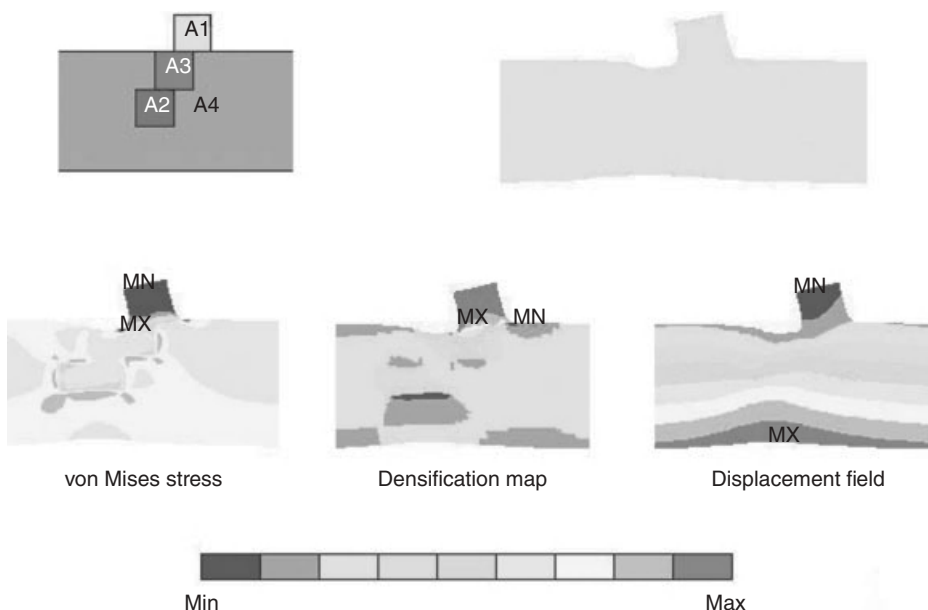 A1
A3
A2 A4
MN
MX
MX MN
MN
MX
von Mises stress
Densification map
Displacement field
Min
Max